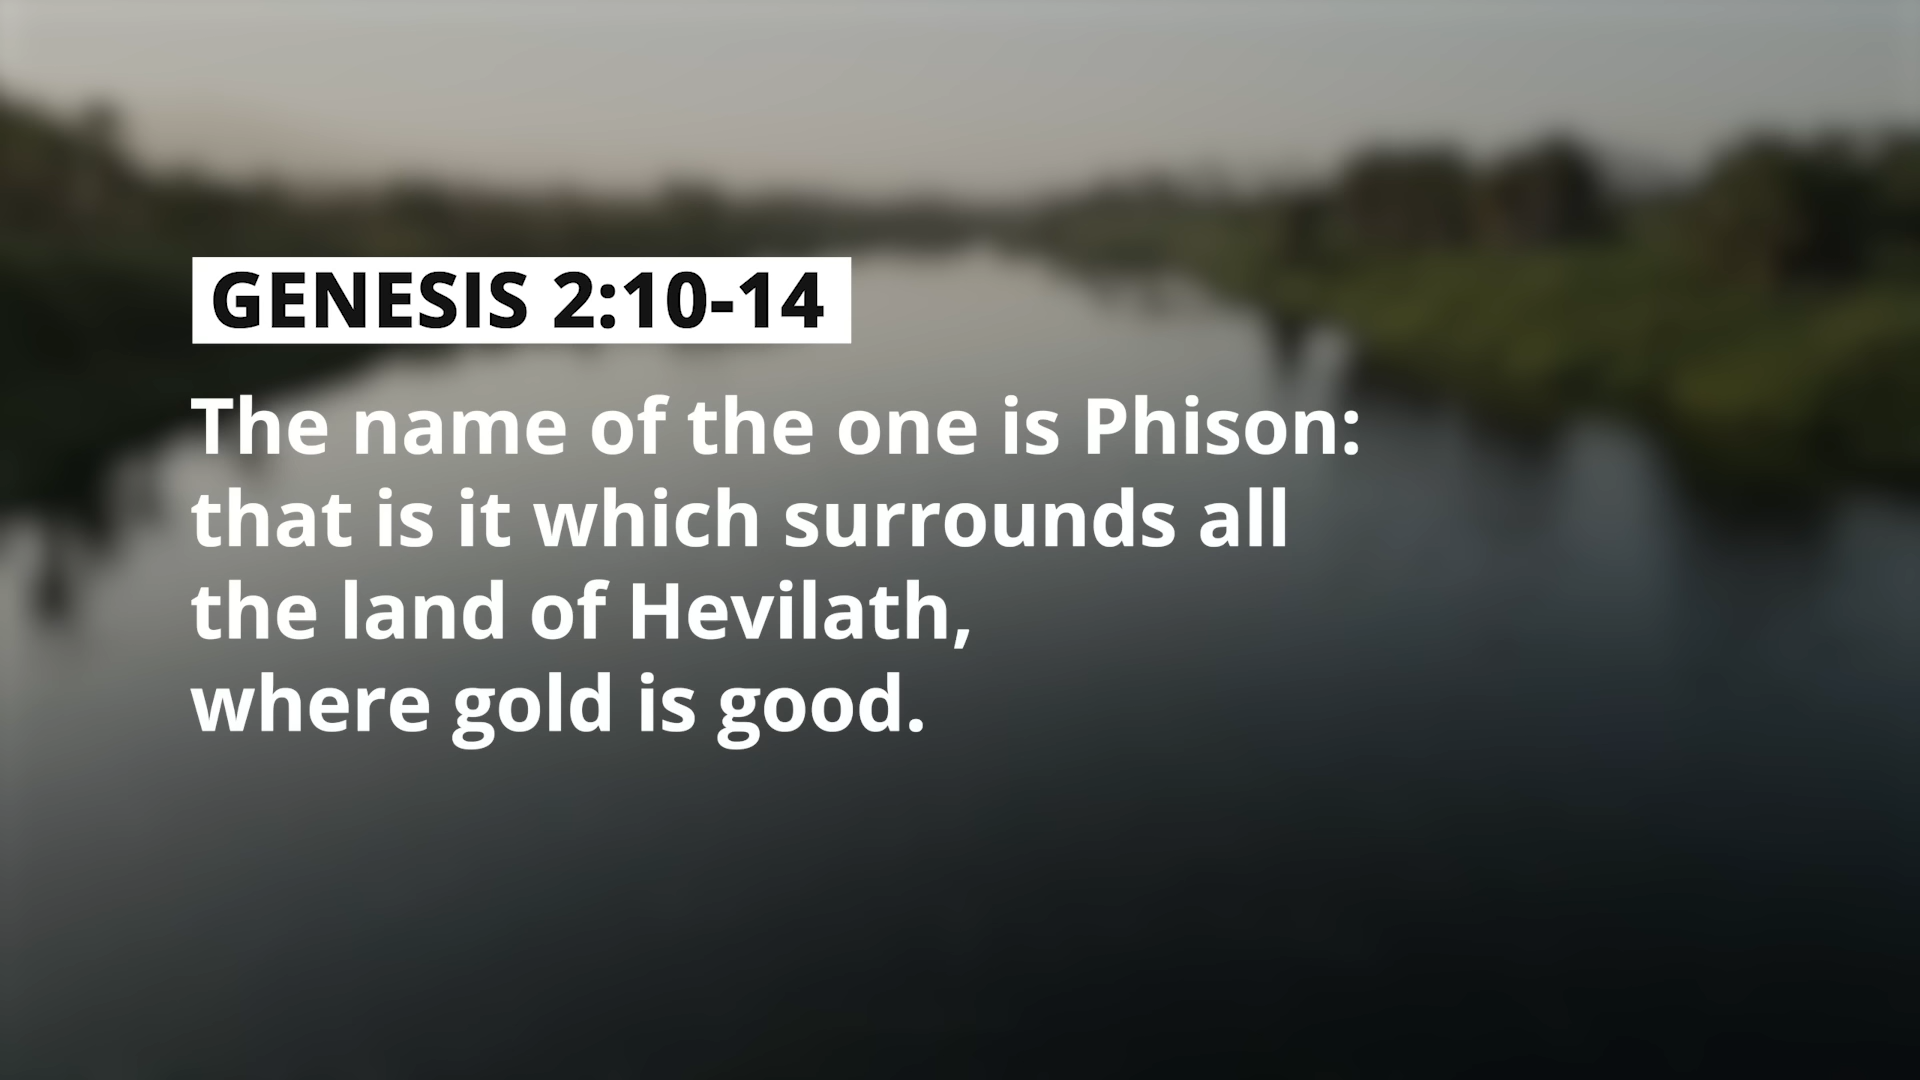 GENESIS 2:10-14
The name of the one is Phison:
that is it which surrounds all
the land of Hevilath,
where gold is good.